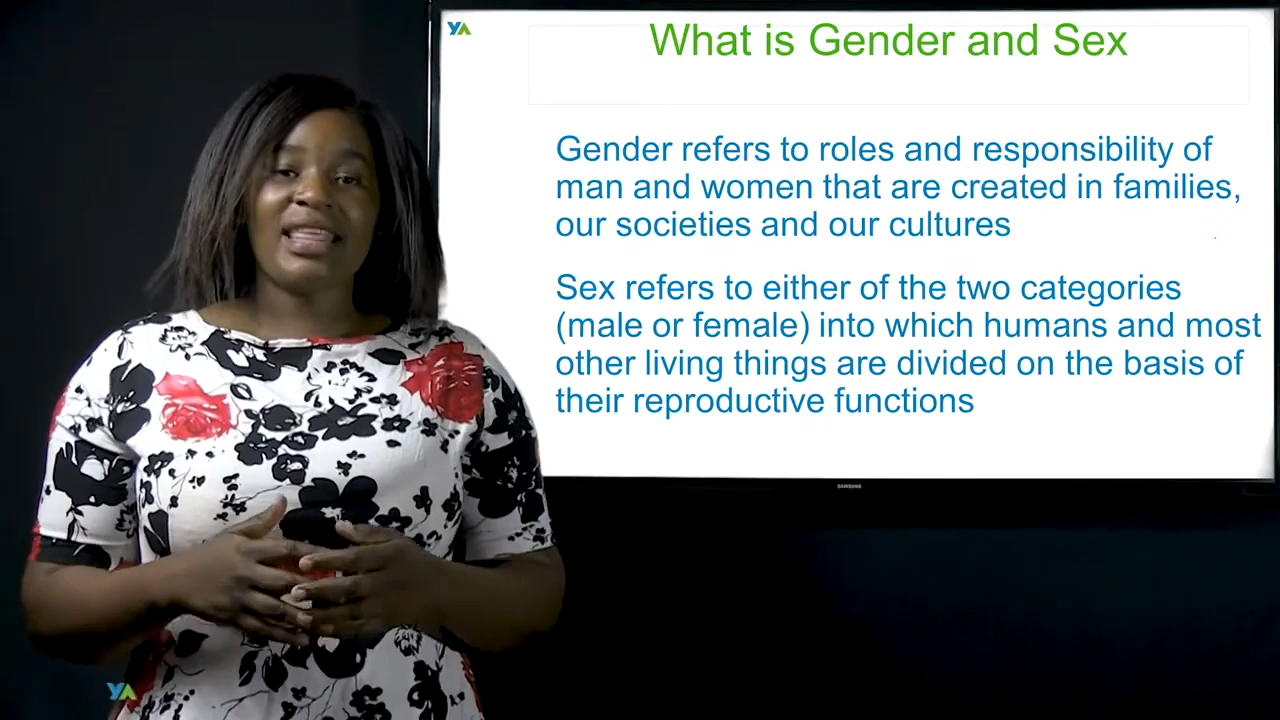 YA
What is Gender and Sex
Gender refers to roles and responsibility of
man and women that are created in families,
our societies and our cultures
Sex refers to either of the two categories
(male or female) into which humans and most
other living things are divided on the basis of
their reproductive functions
SAMSUNG
YA